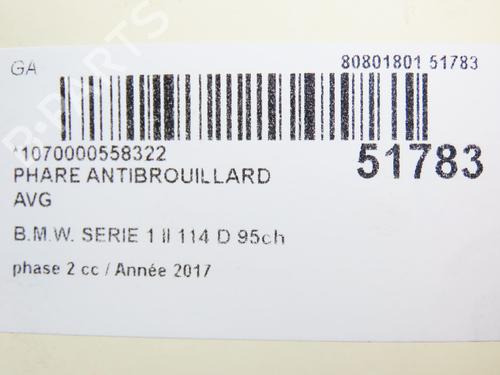 GA
80801801 51783
*1070000558322
51783
PHARE ANTIBROUILLARD
AVG
B.M.W. SERIE 1 II 114 D 95ch
phase 2 cc / Année 2017